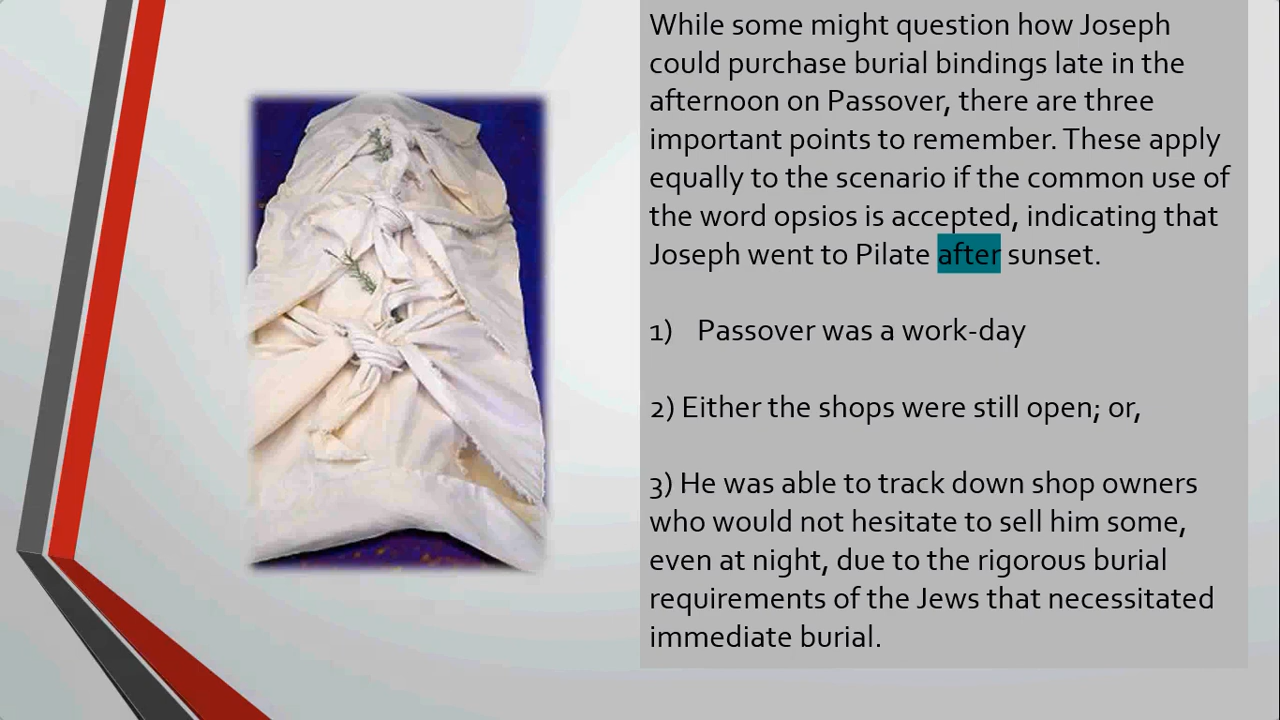 While some might question how Joseph
could purchase burial bindings late in the
afternoon on Passover, there are three
important points to remember. These apply
equally to the scenario if the common use of
the word opsios is accepted, indicating that
Joseph went to Pilate after sunset.
1) Passover was a work-day
2) Either the shops were still open; or,
3) He was able to track down shop owners
who would not hesitate to sell him some,
even at night, due to the rigorous burial
requirements of the Jews that necessitated
immediate burial.